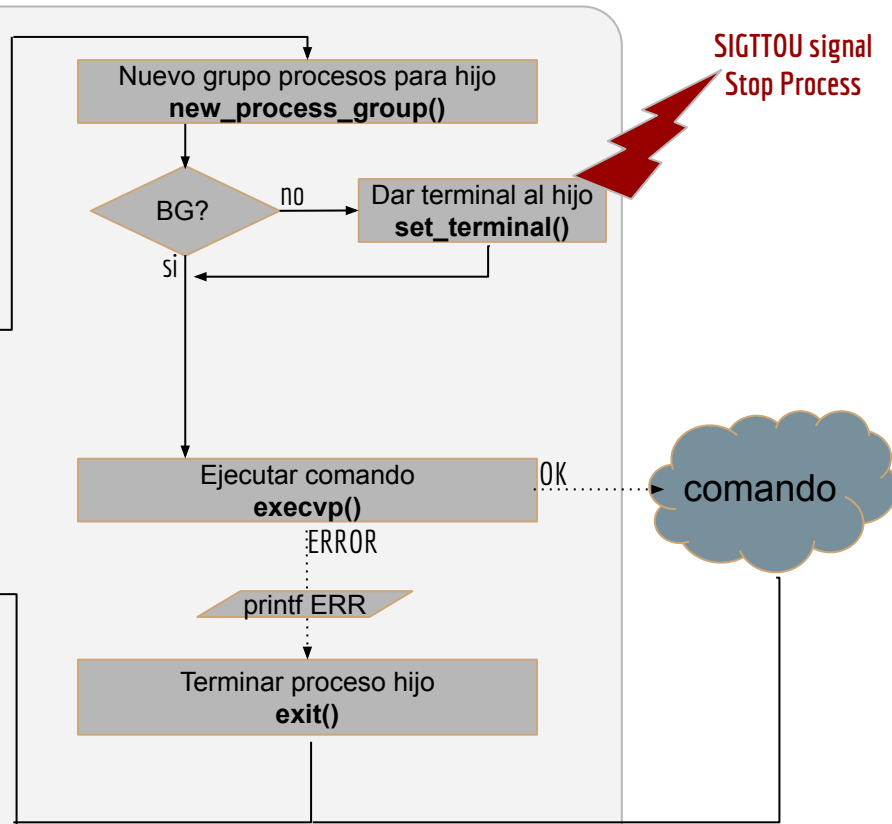 SIGTTOU signal
Stop Process
Nuevo grupo procesos para hijo
new_process_group()
BG?
no
Dar terminal al hijo
set_terminal()
si
Ejecutar comando
execvp()
OK
comando
ERROR
printf ERR
Terminar proceso hijo
exit()